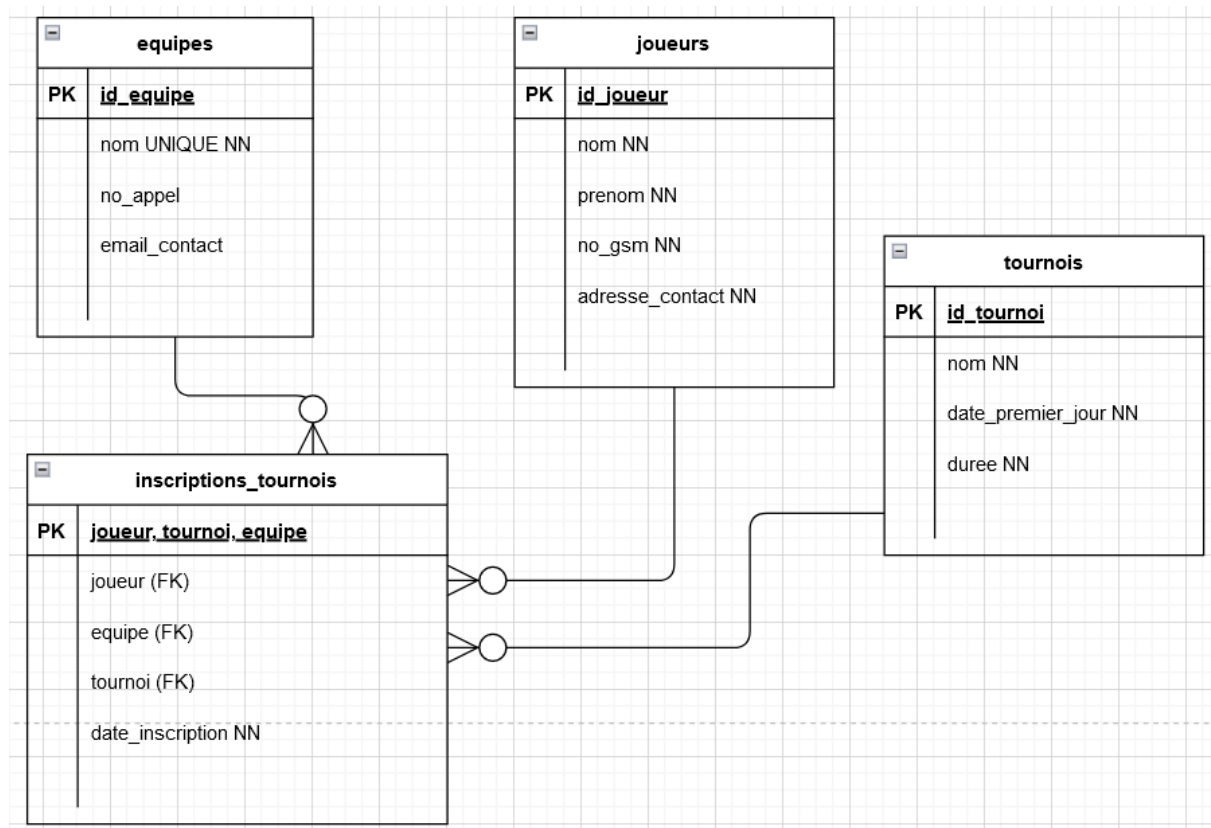 equipes
PK id_equipe
nom UNIQUE NN
no_appel
email_contact
joueurs
PK id_joueur
nom NN
prenom NN
no_gsm NN
adresse_contact NN
tournois
PK id_tournoi
nom NN
date_premier_jour NN
duree NN
inscriptions_tournois
PK joueur, tournoi, equipe
joueur (FK)
equipe (FK)
tournoi (FK)
date_inscription NN